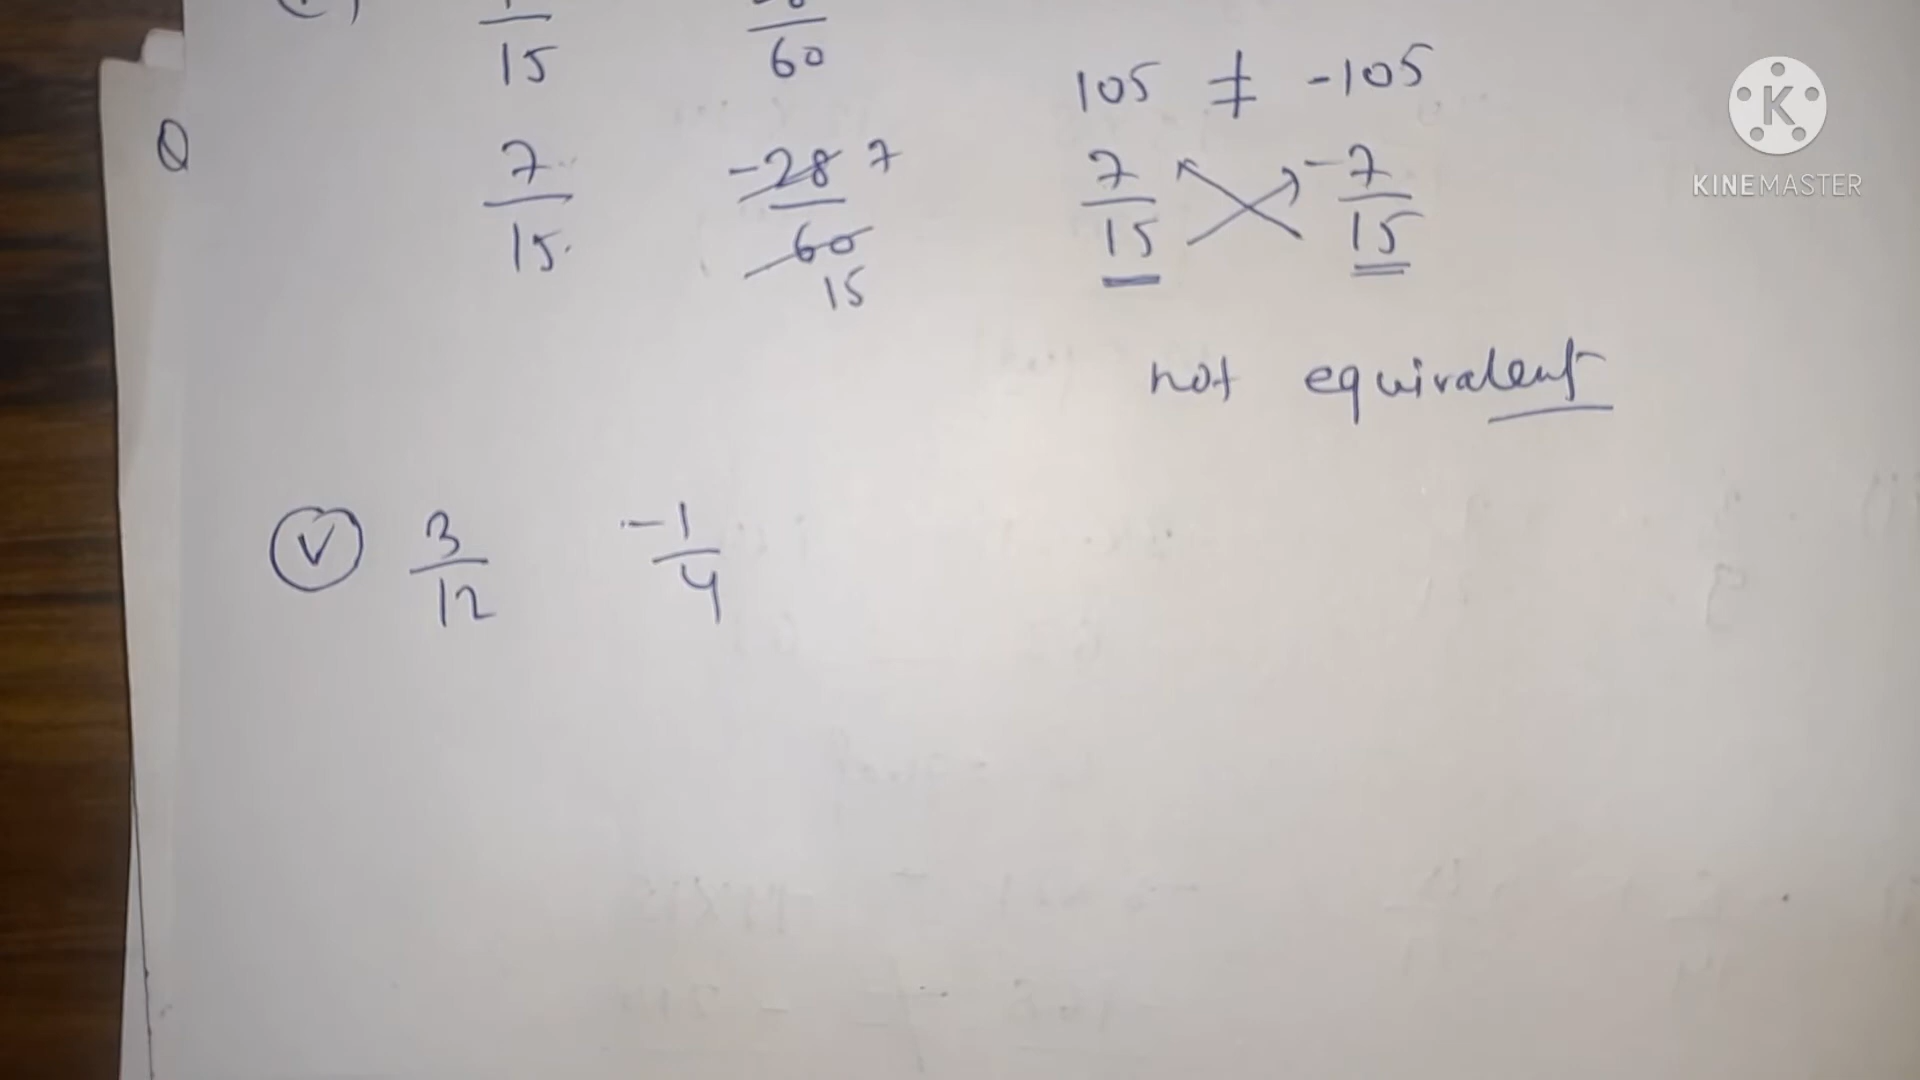 15 60
105 ≠ -105
Q 7/15 -28/60 7 15 7/15 -7/15
not equivalent
(V) 3/12 -1/4
K
KINEMASTER